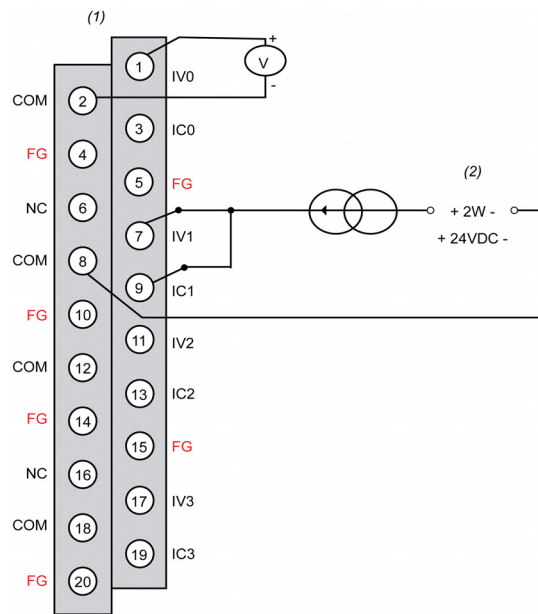 (1)
1
+
V
-
IV0
COM
2
3
IC0
FG
4
5
FG
(2)
NC
6
7
IV1
+ 2W -
+ 24VDC -
COM
8
9
IC1
FG
10
11
IV2
COM
12
13
IC2
FG
14
15
FG
NC
16
17
IV3
COM
18
19
IC3
FG
20